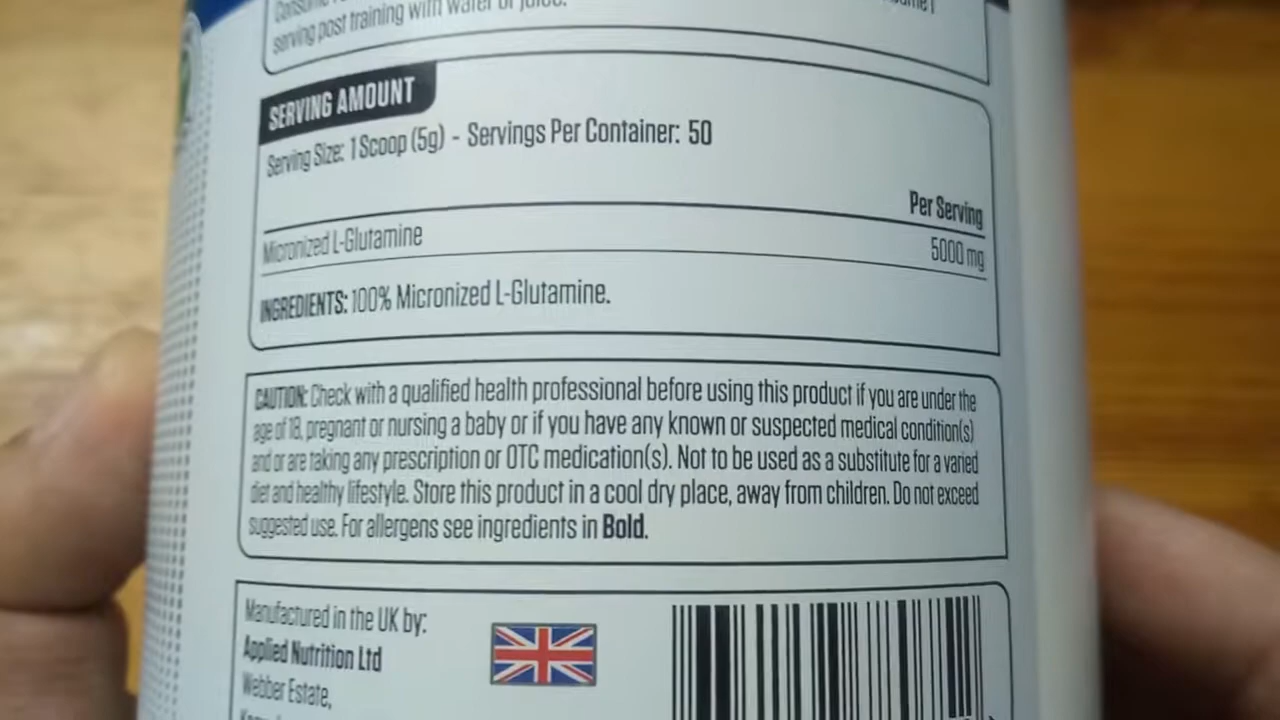 Consume
serving post training with water or juice.
SERVING AMOUNT
Serving Size: 1 Scoop (5g) - Servings Per Container: 50
Per Serving
Micronized L-Glutamine 5000 mg
INGREDIENTS: 100% Micronized L-Glutamine.
CAUTION: Check with a qualified health professional before using this product if you are under the
age of 18, pregnant or nursing a baby or if you have any known or suspected medical condition(s)
and or are taking any prescription or OTC medication(s). Not to be used as a substitute for a varied
diet and healthy lifestyle. Store this product in a cool dry place, away from children. Do not exceed
suggested use. For allergens see ingredients in Bold.
Manufactured in the UK by:
Applied Nutrition Ltd
Webber Estate,